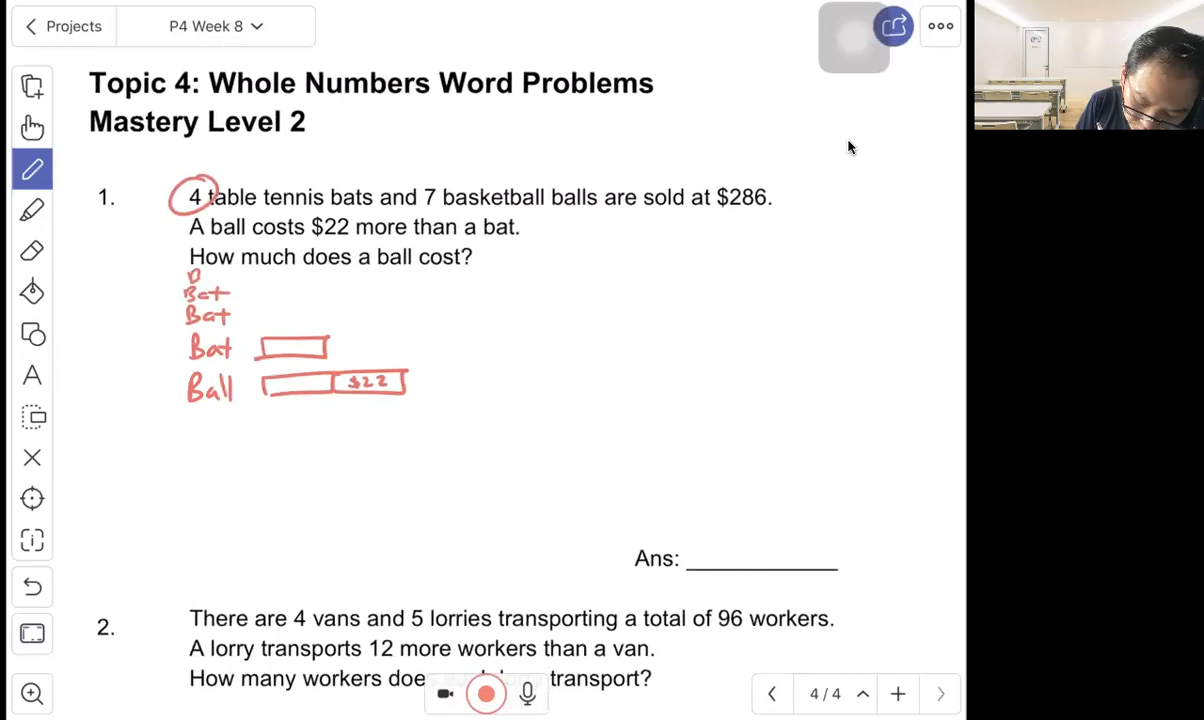 Projects
P4 Week 8
Topic 4: Whole Numbers Word Problems
Mastery Level 2
1. 4 table tennis bats and 7 basketball balls are sold at $286.
A ball costs $22 more than a bat.
How much does a ball cost?
Bat
Bat
Bat
Ball $22
Ans:
2. There are 4 vans and 5 lorries transporting a total of 96 workers.
A lorry transports 12 more workers than a van.
How many workers does transport?
4 / 4